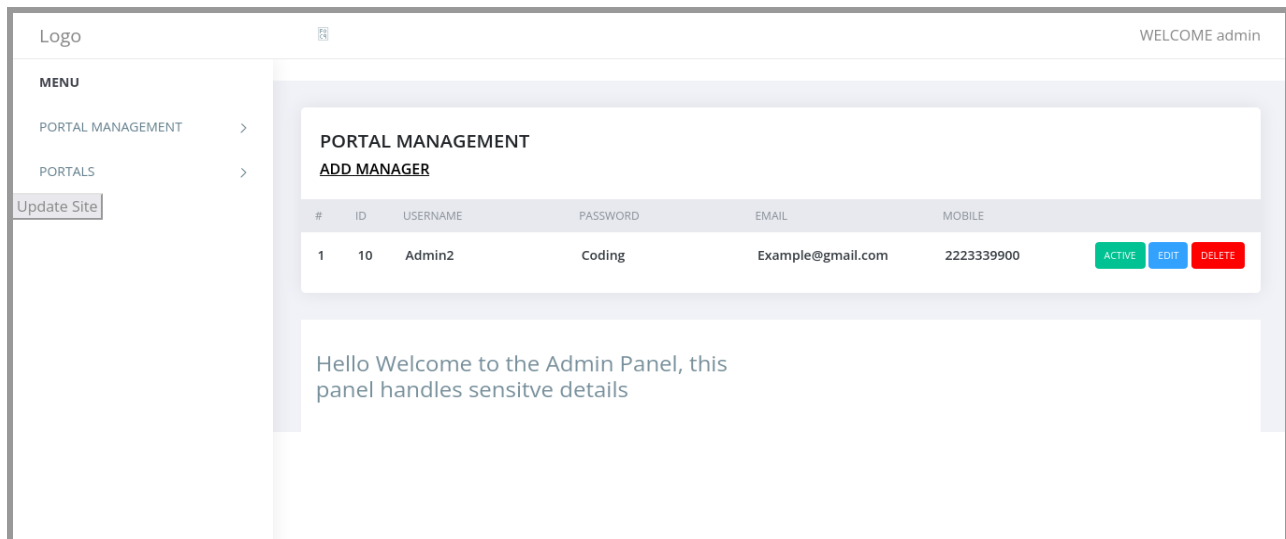 Logo
WELCOME admin
MENU
PORTAL MANAGEMENT
PORTALS
Update Site
PORTAL MANAGEMENT
ADD MANAGER
# ID USERNAME PASSWORD EMAIL MOBILE
1 10 Admin2 Coding Example@gmail.com 2223339900 ACTIVE EDIT DELETE
Hello Welcome to the Admin Panel, this
panel handles sensitve details